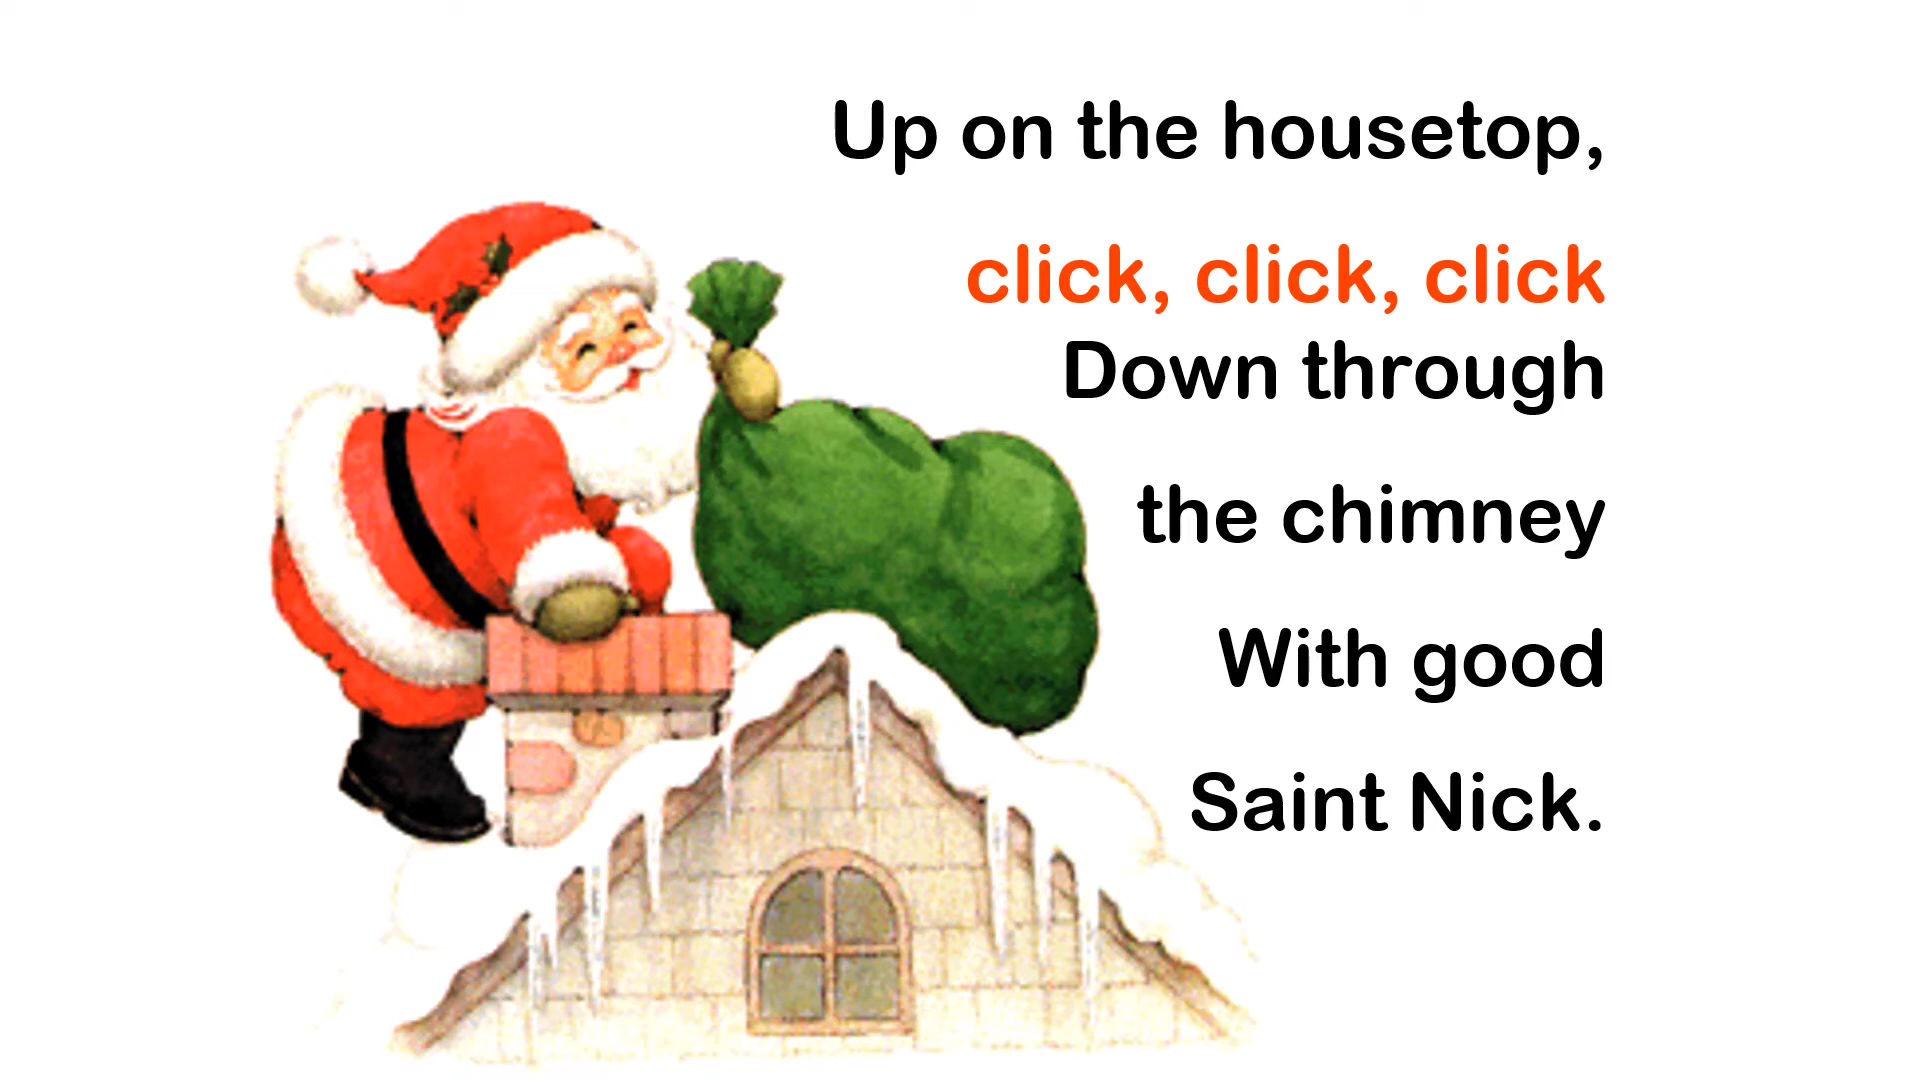 Up on the housetop,
click, click, click
Down through
the chimney
With good
Saint Nick.